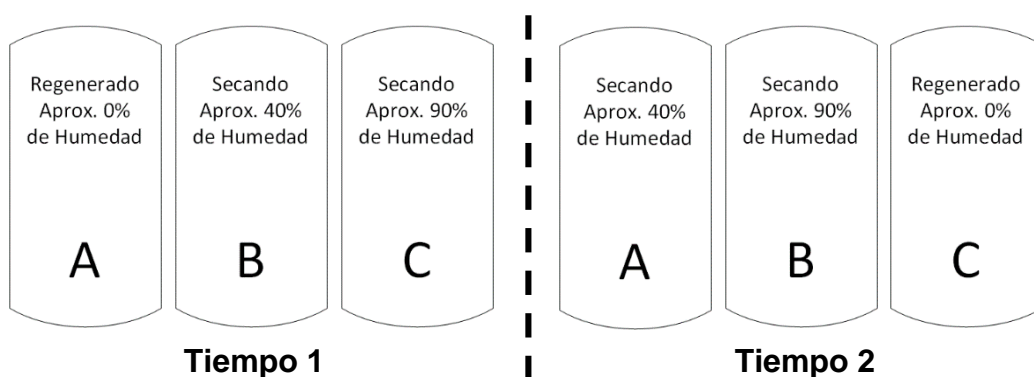 Regenerado
Aprox. 0%
de Humedad
A
Secando
Aprox. 40%
de Humedad
B
Secando
Aprox. 90%
de Humedad
C
Tiempo 1
Secando
Aprox. 40%
de Humedad
A
Secando
Aprox. 90%
de Humedad
B
Regenerado
Aprox. 0%
de Humedad
C
Tiempo 2